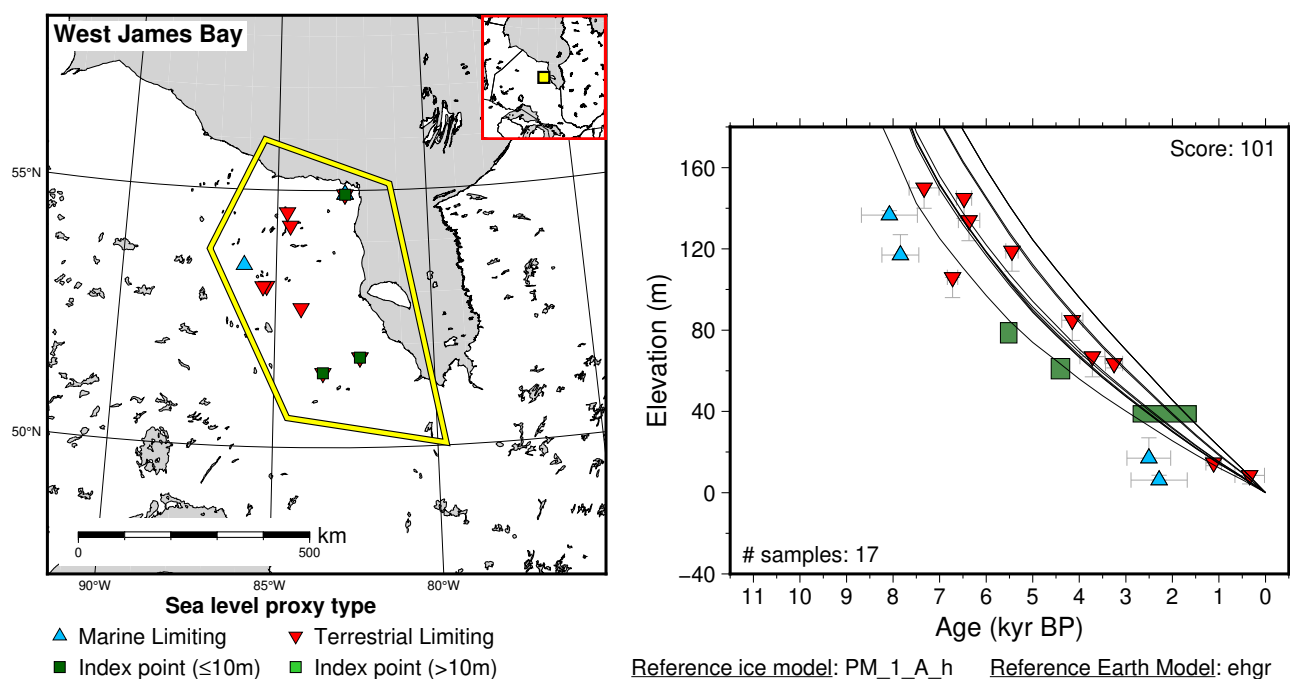 West James Bay
55°N
50°N
km
0 500
90°W 85°W 80°W
Sea level proxy type
Marine Limiting Terrestrial Limiting
Index point (≤10m) Index point (>10m)
Score: 101
160
120
80
40
0
−40
Elevation (m)
# samples: 17
11 10 9 8 7 6 5 4 3 2 1 0
Age (kyr BP)
Reference ice model: PM_1_A_h Reference Earth Model: ehgr